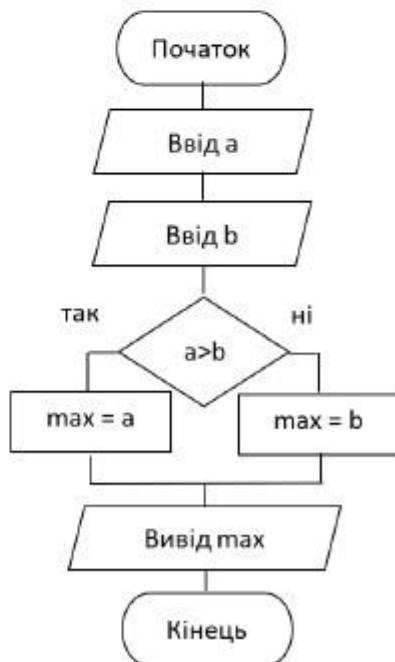 Початок
Ввід a
Ввід b
так
ні
a>b
max = a
max = b
Вивід max
Кінець